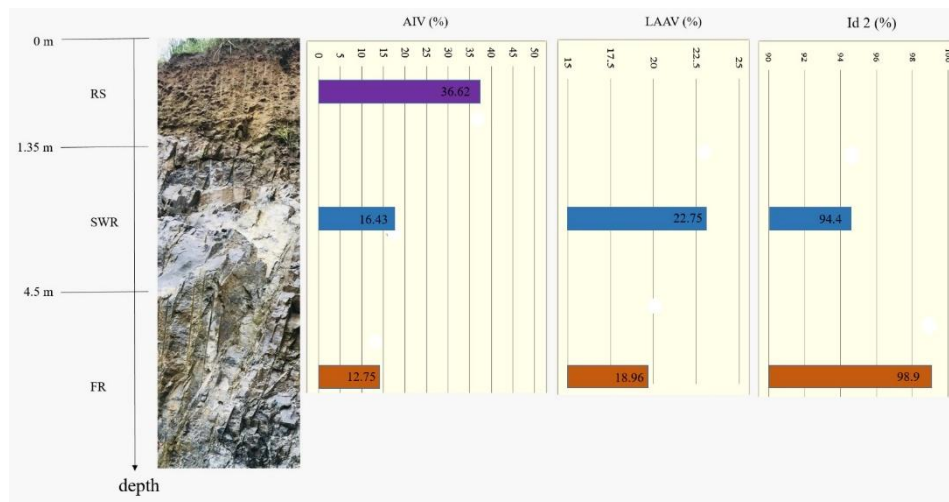 AIV (%) LAAV (%) Id 2 (%)
0 m
0 5 10 15 20 25 30 35 40 45 50
15 17.5 20 22.5 25
90 92 94 96 98 100
RS
36.62
1.35 m
SWR
16.43 22.75 94.4
4.5 m
FR
12.75 18.96 98.9
depth